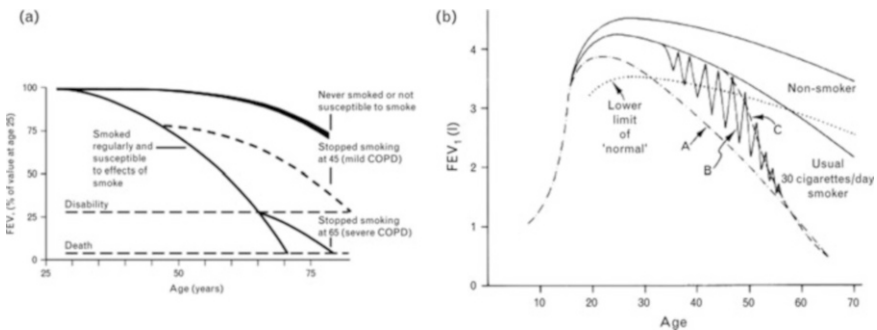 (a)
FEV, (% of value at age 25)
100
75
50
25
0
25
50
75
Age (years)
Never smoked or not
susceptible to smoke
Smoked
regularly and
susceptible
to effects of
smoke
Stopped smoking
at 45 (mild COPD)
Disability
Stopped smoking
at 65 (severe COPD)
Death
(b)
FEV₁ (l)
4
3
2
1
0
10
20
30
40
50
60
70
Age
Non-smoker
Lower
limit
of
'normal'
A
B
C
Usual
30 cigarettes/day
smoker